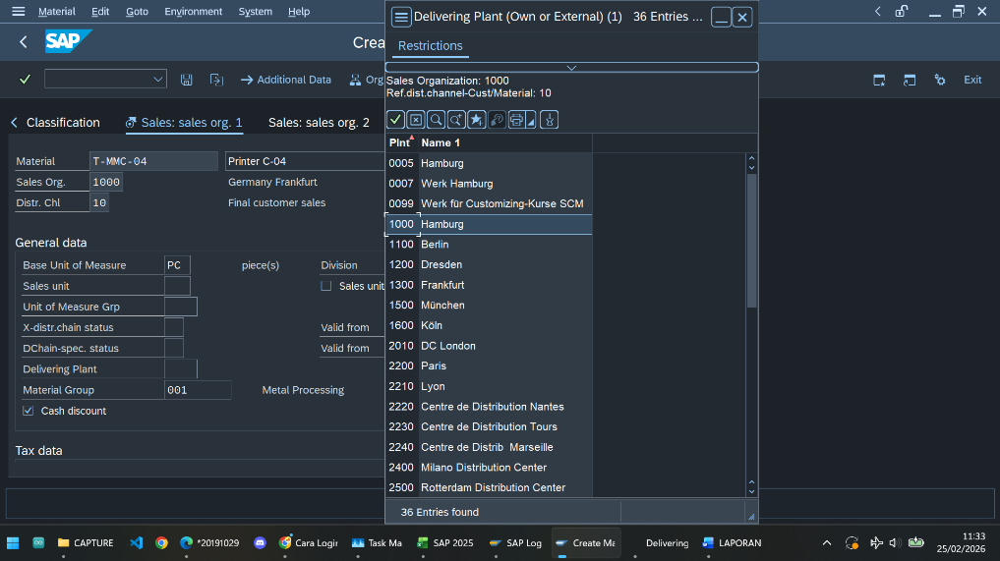 Material Edit Goto Environment System Help
Delivering Plant (Own or External) (1) 36 Entries ...
SAP
Crea
Restrictions
Additional Data
Org
Exit
Sales Organization: 1000
Ref.dist.channel-Cust/Material: 10
Classification
Sales: sales org. 1
Sales: sales org. 2
Plnt Name 1
0005 Hamburg
0007 Werk Hamburg
0099 Werk für Customizing-Kurse SCM
1000 Hamburg
1100 Berlin
1200 Dresden
1300 Frankfurt
1500 München
1600 Köln
2010 DC London
2200 Paris
2210 Lyon
2220 Centre de Distribution Nantes
2230 Centre de Distribution Tours
2240 Centre de Distrib Marseille
2400 Milano Distribution Center
2500 Rotterdam Distribution Center
36 Entries found
Material T-MMC-04 Printer C-04
Sales Org. 1000 Germany Frankfurt
Distr. Chl 10 Final customer sales
General data
Base Unit of Measure PC piece(s) Division
Sales unit Sales unit
Unit of Measure Grp
X-distr.chain status Valid from
DChain-spec. status Valid from
Delivering Plant
Material Group 001 Metal Processing
Cash discount
Tax data
CAPTURE
*20191029
Cara Logir
Task Ma
SAP 2025
SAP Log
Create Ma
Delivering
LAPORAN
11:33
25/02/2026